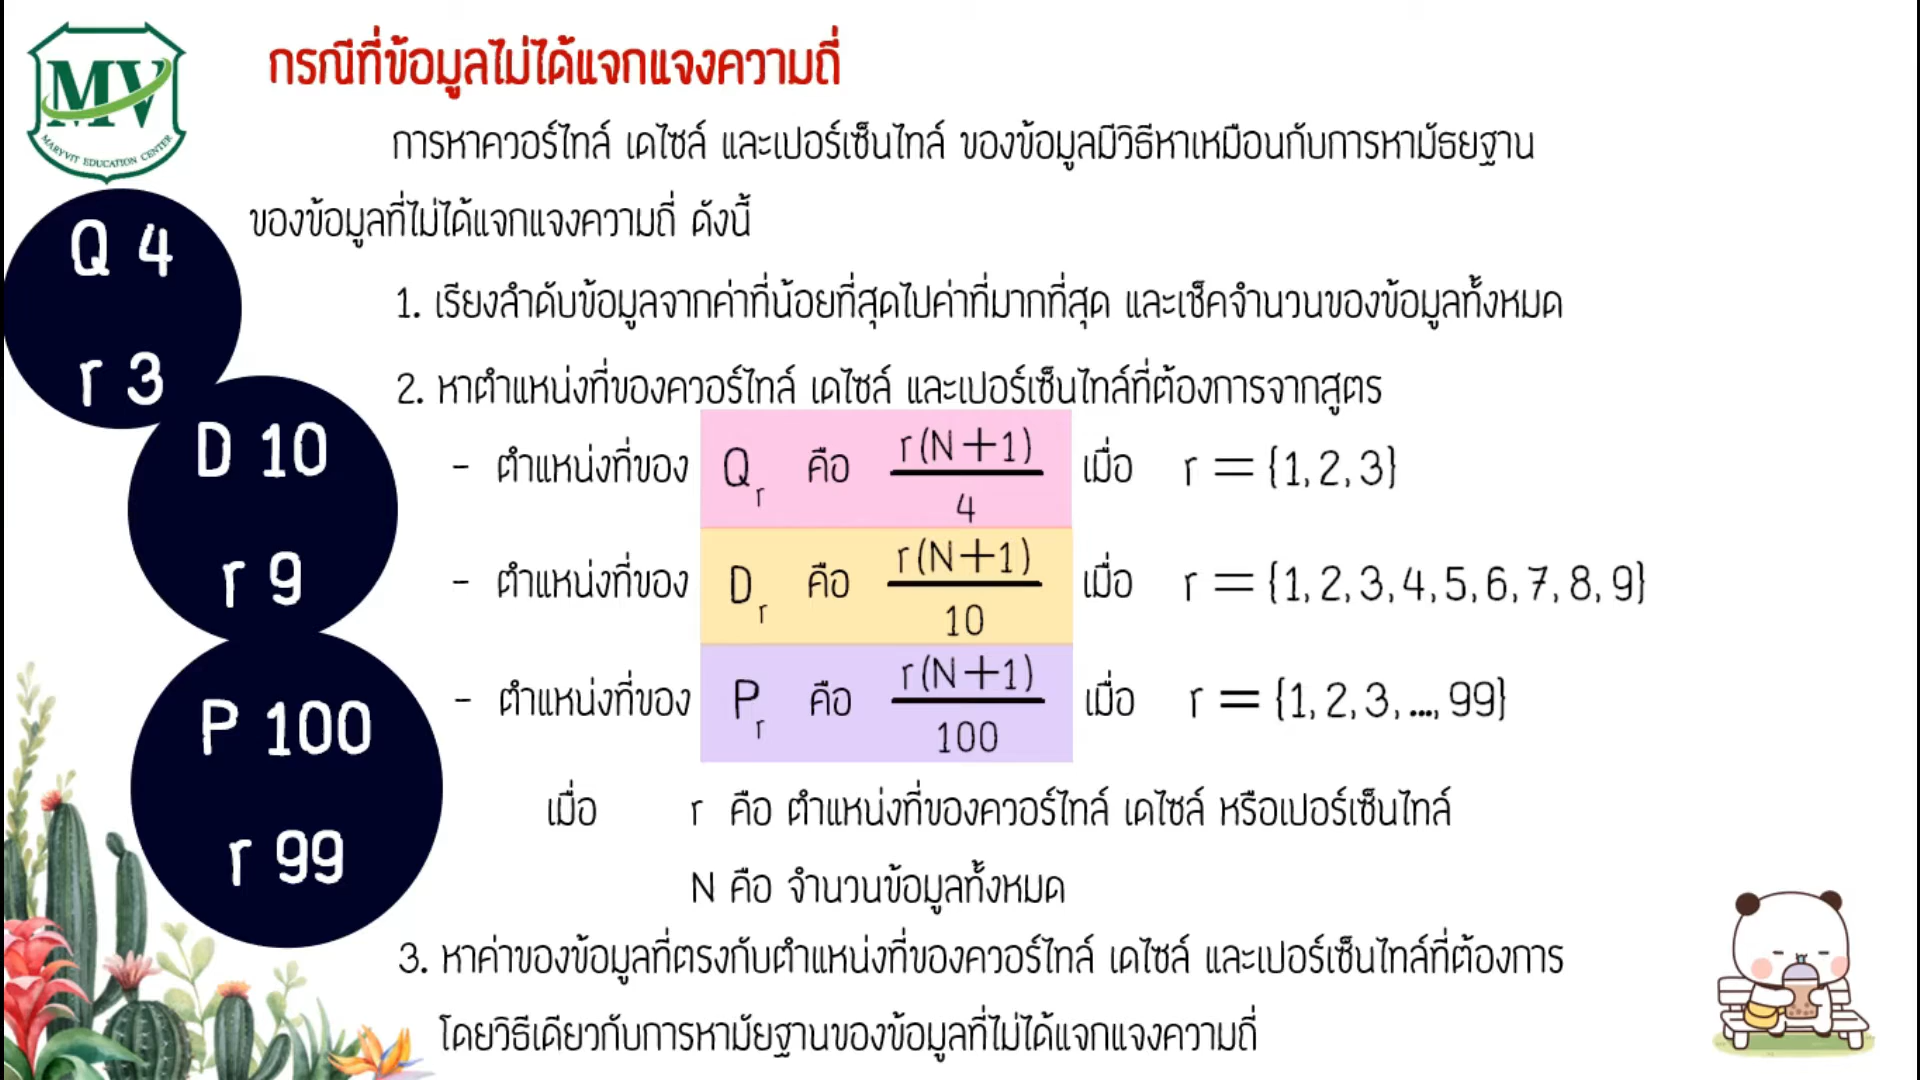 MV
MARYVIT EDUCATION CENTER
กรณีที่ข้อมูลไม่ได้แจกแจงความถี่
การหาควอร์ไทล์ เดไซล์ และเปอร์เซ็นไทล์ ของข้อมูลมีวิธีหาเหมือนกับการหามัธยฐาน
ของข้อมูลที่ไม่ได้แจกแจงความถี่ ดังนี้
1. เรียงลำดับข้อมูลจากค่าที่น้อยที่สุดไปค่าที่มากที่สุด และเช็คจำนวนของข้อมูลทั้งหมด
2. หาตำแหน่งที่ของควอร์ไทล์ เดไซล์ และเปอร์เซ็นไทล์ที่ต้องการจากสูตร
- ตำแหน่งที่ของ Qr คือ r(N+1)/4 เมื่อ r = {1, 2, 3}
- ตำแหน่งที่ของ Dr คือ r(N+1)/10 เมื่อ r = {1, 2, 3, 4, 5, 6, 7, 8, 9}
- ตำแหน่งที่ของ Pr คือ r(N+1)/100 เมื่อ r = {1, 2, 3, ..., 99}
เมื่อ r คือ ตำแหน่งที่ของควอร์ไทล์ เดไซล์ หรือเปอร์เซ็นไทล์
N คือ จำนวนข้อมูลทั้งหมด
3. หาค่าของข้อมูลที่ตรงกับตำแหน่งที่ของควอร์ไทล์ เดไซล์ และเปอร์เซ็นไทล์ที่ต้องการ
โดยวิธีเดียวกับการหามัยฐานของข้อมูลที่ไม่ได้แจกแจงความถี่
Q 4
r 3
D 10
r 9
P 100
r 99